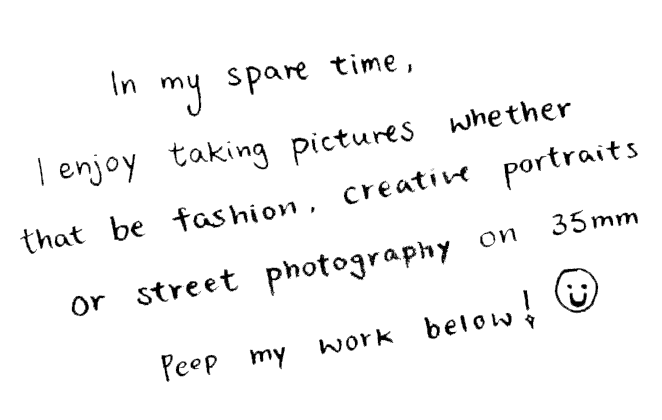 In my spare time,
I enjoy taking pictures whether
that be fashion, creative portraits
or street photography on 35mm
Peep my work below! ☺